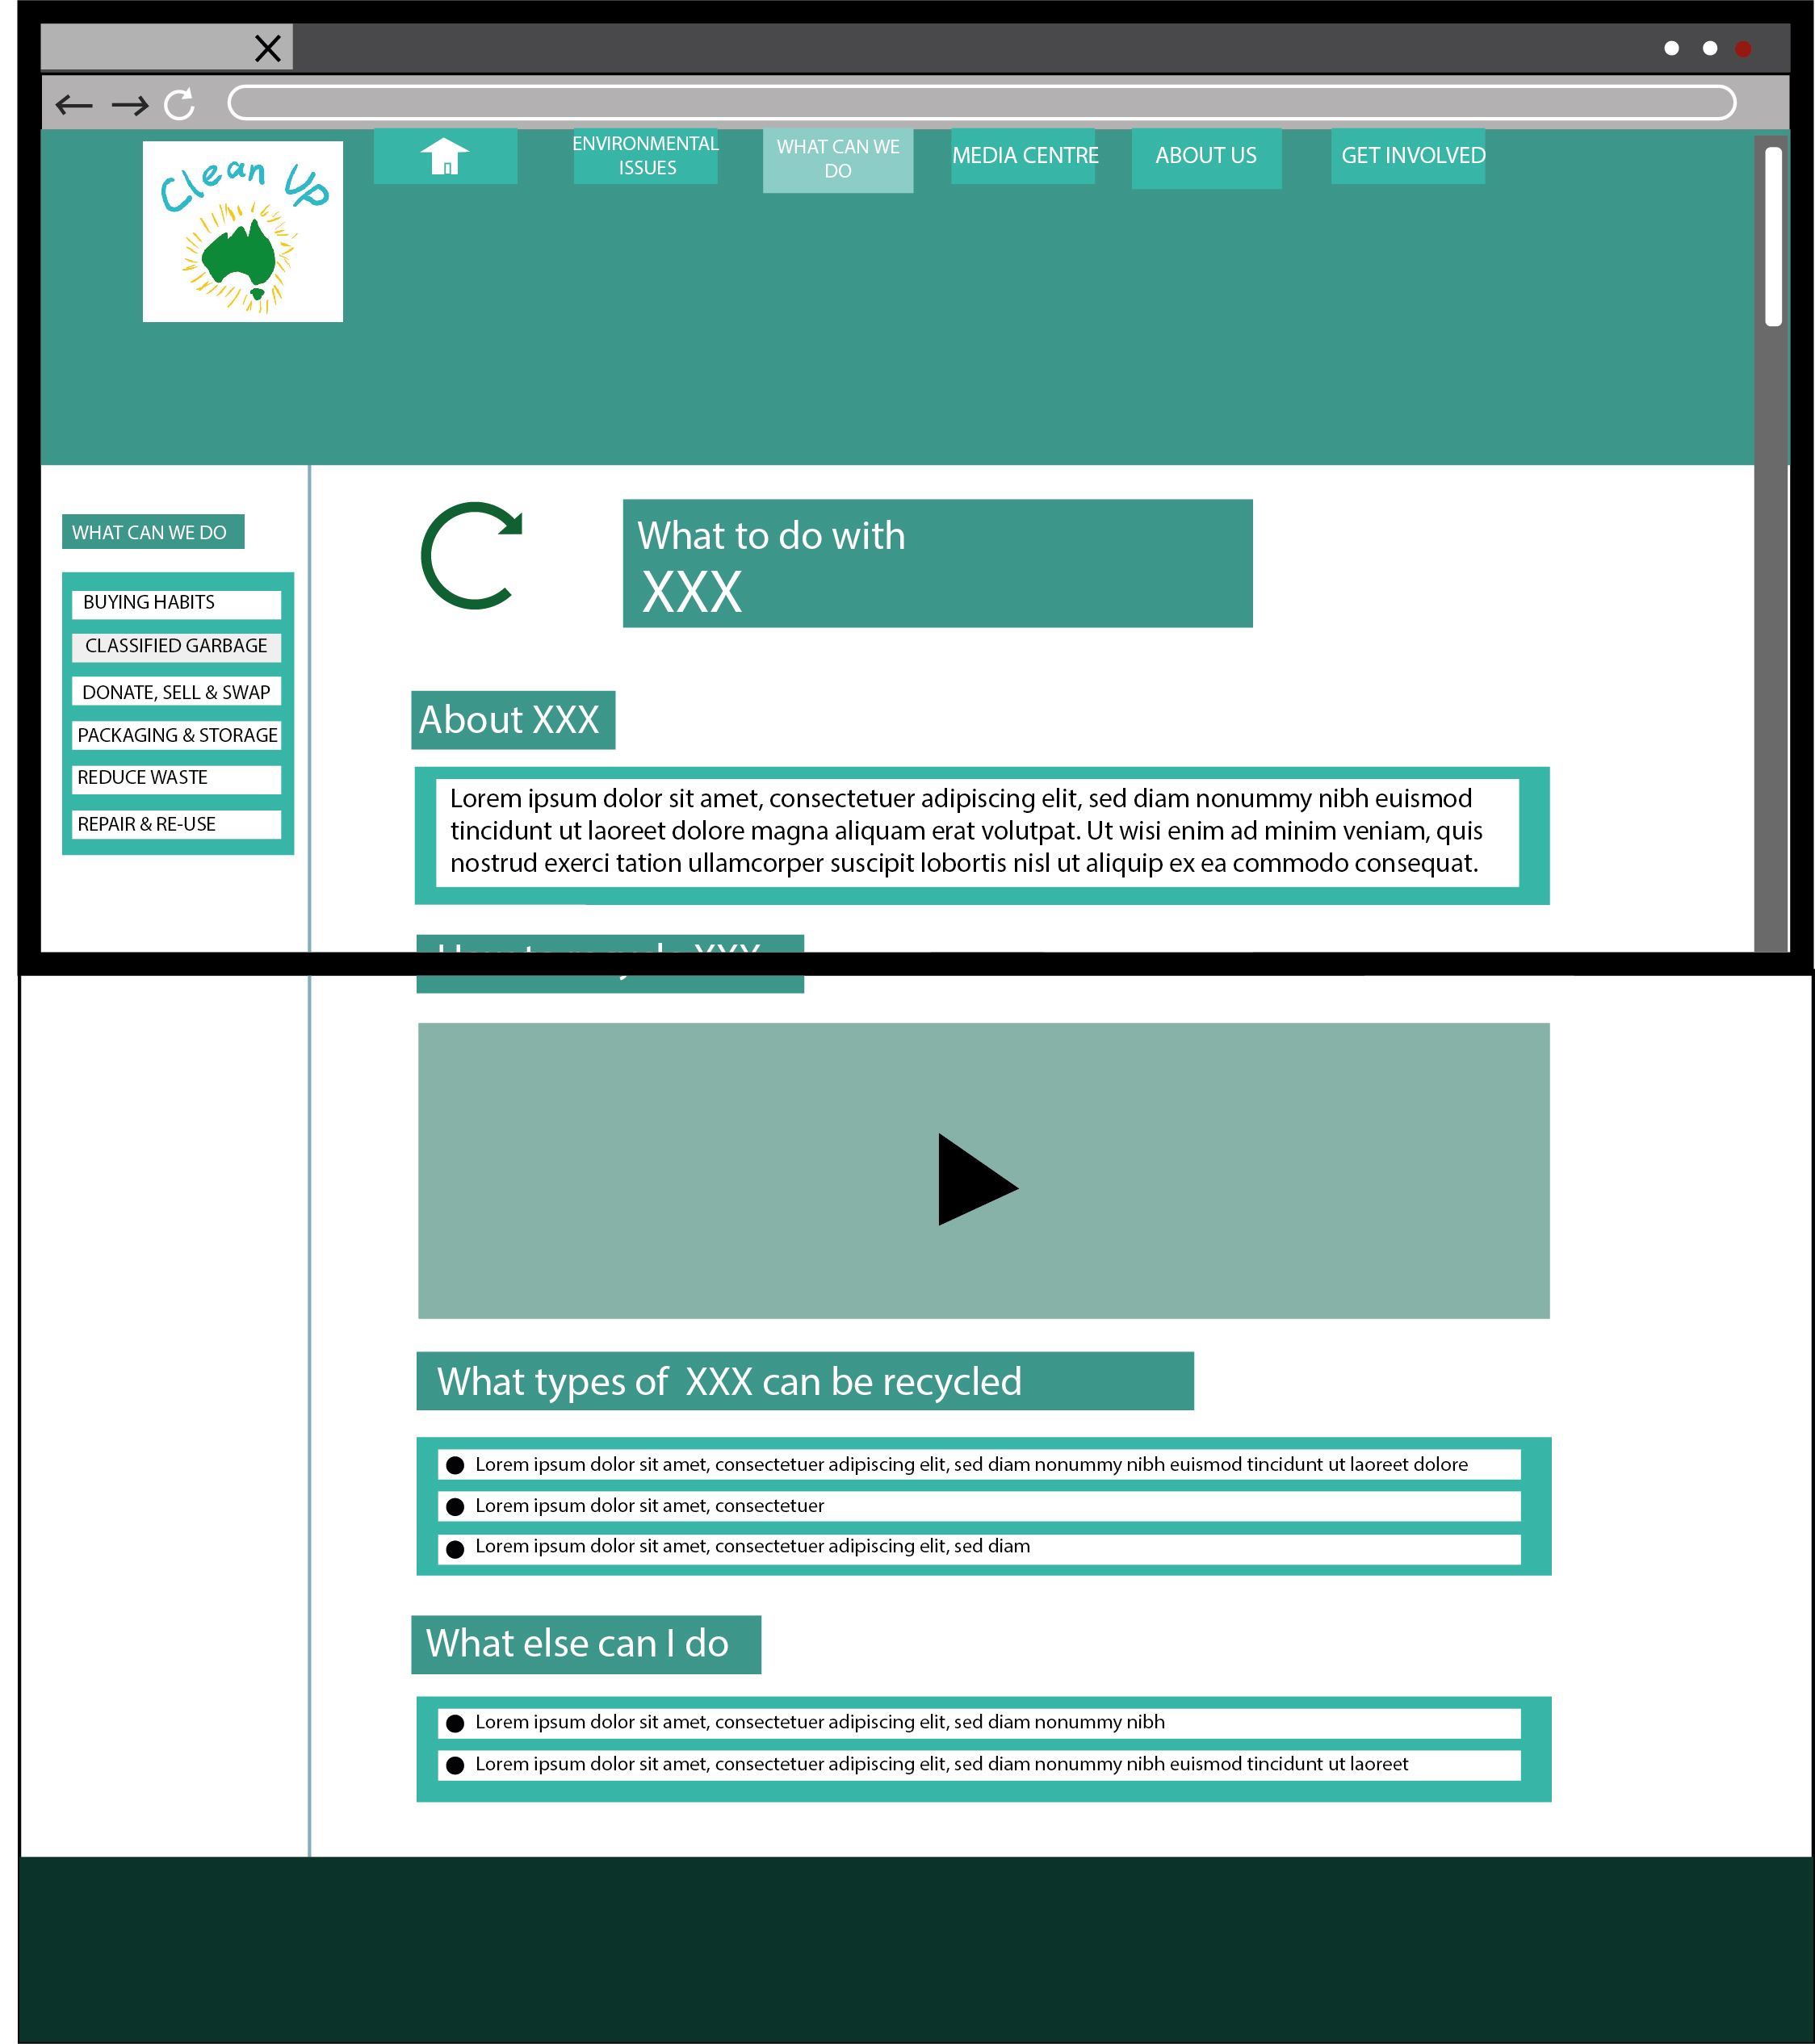 Clean Up
ENVIRONMENTAL
ISSUES
WHAT CAN WE
DO
MEDIA CENTRE
ABOUT US
GET INVOLVED
WHAT CAN WE DO
BUYING HABITS
CLASSIFIED GARBAGE
DONATE, SELL & SWAP
PACKAGING & STORAGE
REDUCE WASTE
REPAIR & RE-USE
What to do with
XXX
About XXX
Lorem ipsum dolor sit amet, consectetuer adipiscing elit, sed diam nonummy nibh euismod
tincidunt ut laoreet dolore magna aliquam erat volutpat. Ut wisi enim ad minim veniam, quis
nostrud exerci tation ullamcorper suscipit lobortis nisl ut aliquip ex ea commodo consequat.
XXX
What types of  XXX can be recycled
Lorem ipsum dolor sit amet, consectetuer adipiscing elit, sed diam nonummy nibh euismod tincidunt ut laoreet dolore
Lorem ipsum dolor sit amet, consectetuer
Lorem ipsum dolor sit amet, consectetuer adipiscing elit, sed diam
What else can I do
Lorem ipsum dolor sit amet, consectetuer adipiscing elit, sed diam nonummy nibh
Lorem ipsum dolor sit amet, consectetuer adipiscing elit, sed diam nonummy nibh euismod tincidunt ut laoreet